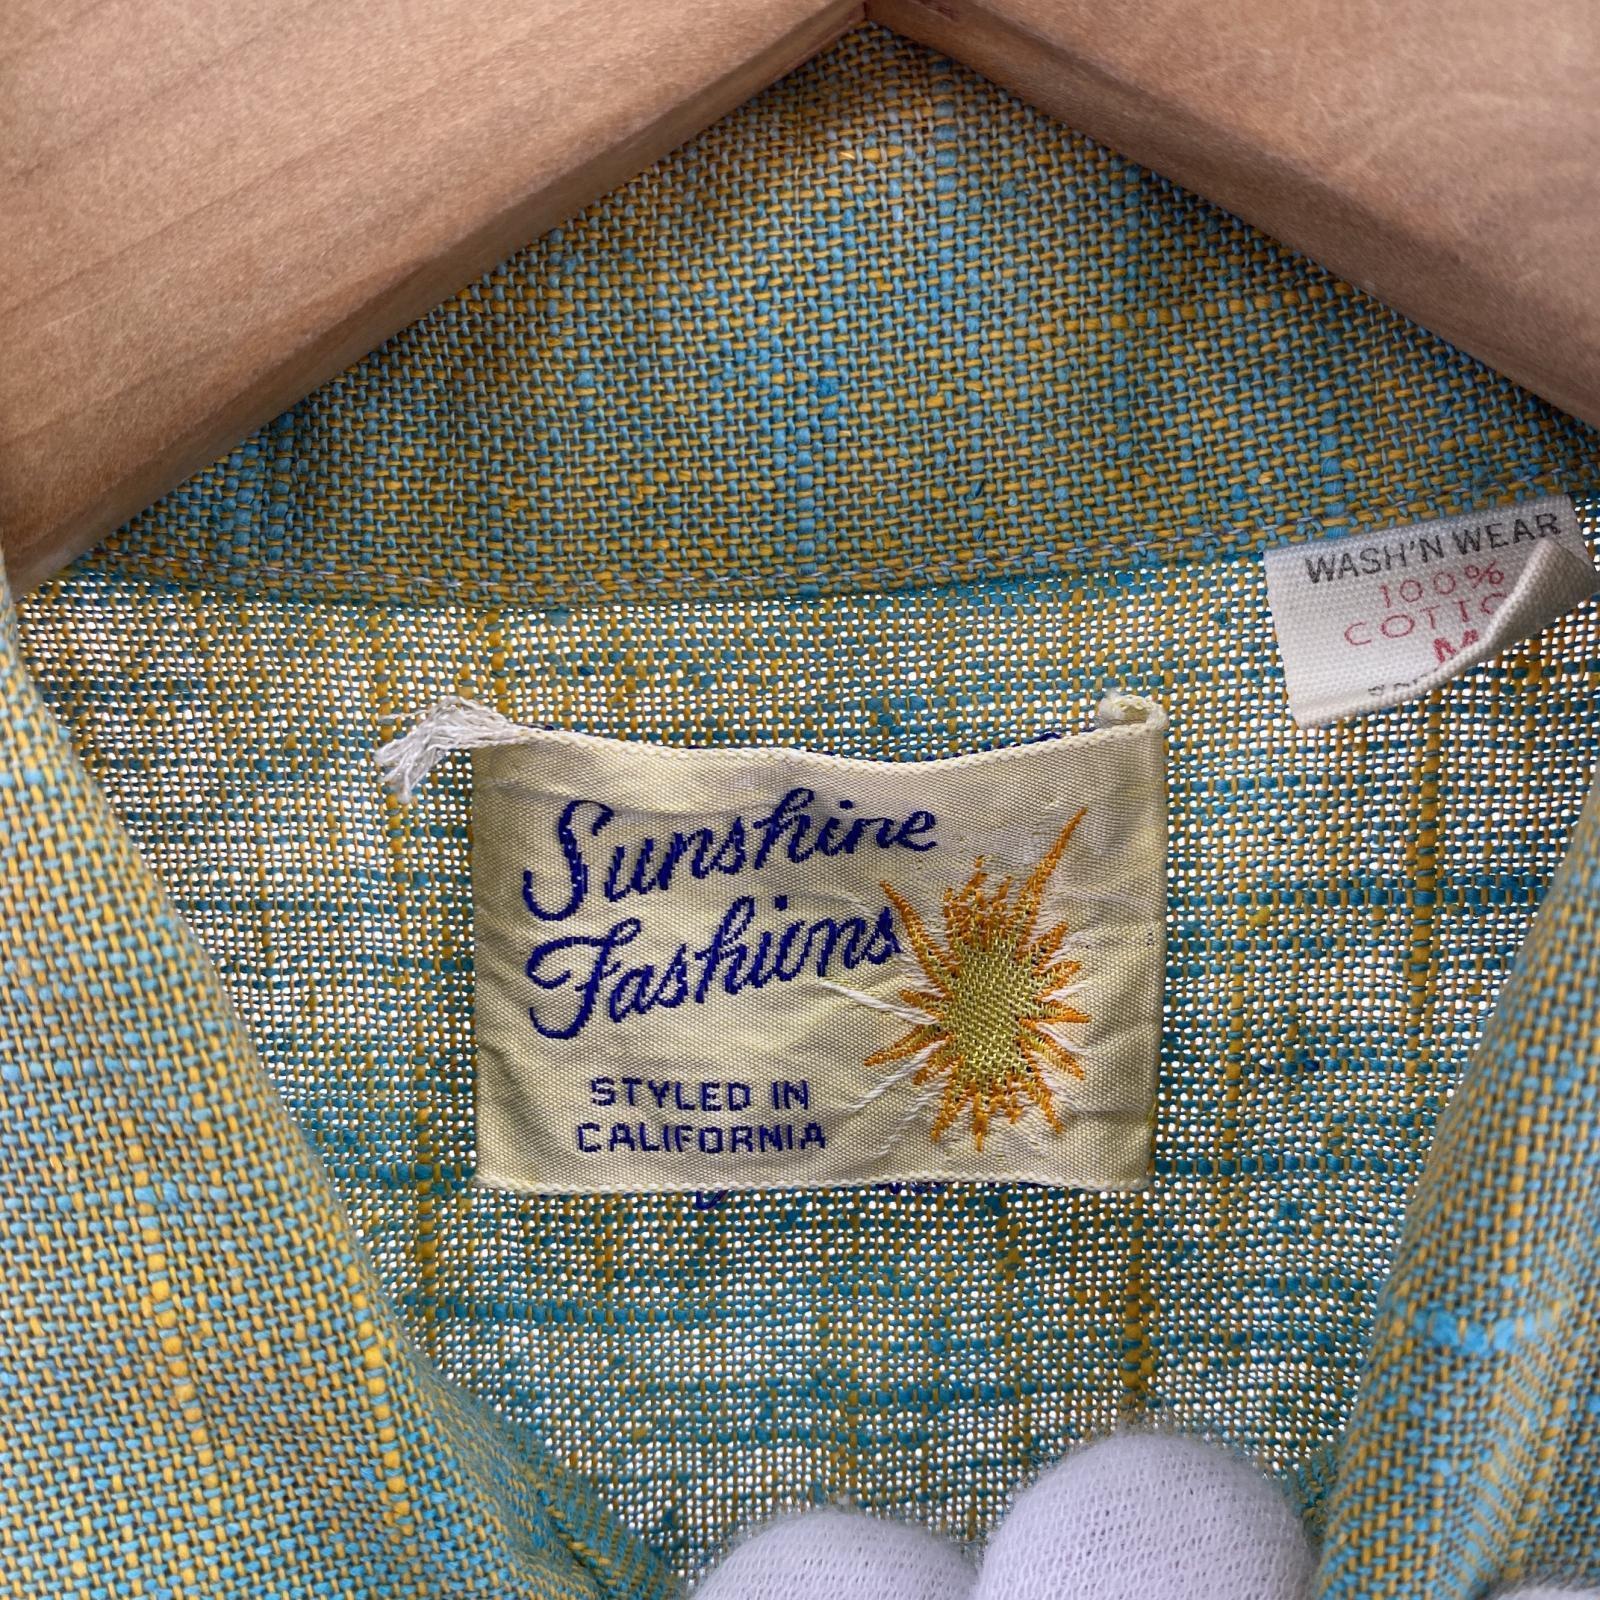 WASH'N WEAR
100%
M
Sunshine
Fashions
STYLED IN
CALIFORNIA